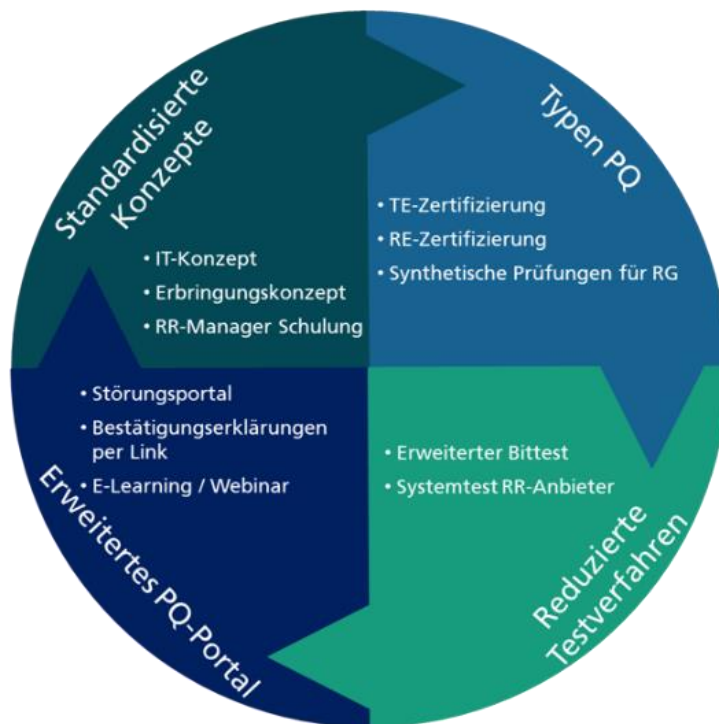 Standardisierte
Konzepte
• IT-Konzept
• Erbringungskonzept
• RR-Manager Schulung
Typen PQ
• TE-Zertifizierung
• RE-Zertifizierung
• Synthetische Prüfungen für RG
• Erweiterter Bittest
• Systemtest RR-Anbieter
Reduzierte
Testverfahren
• Störungsportal
• Bestätigungserklärungen
per Link
• E-Learning / Webinar
Erweitertes PQ-Portal